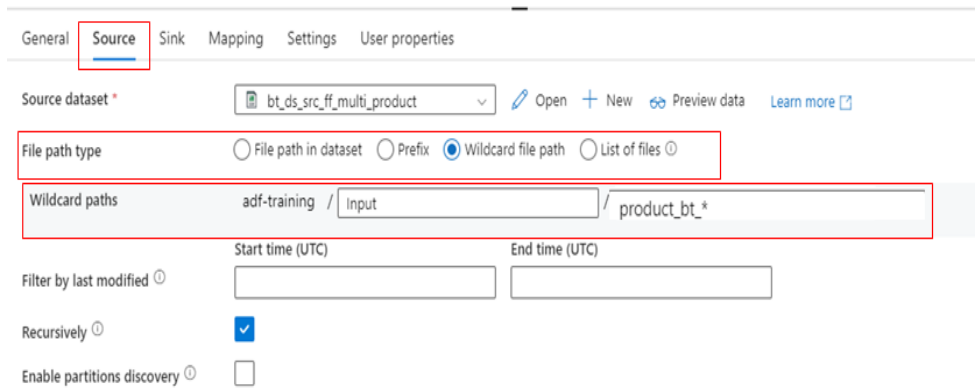 General Source Sink Mapping Settings User properties
Source dataset * bt_ds_src_ff_multi_product Open New Preview data Learn more
File path type File path in dataset Prefix Wildcard file path List of files
Wildcard paths adf-training / Input / product_bt_*
Start time (UTC) End time (UTC)
Filter by last modified
Recursively
Enable partitions discovery